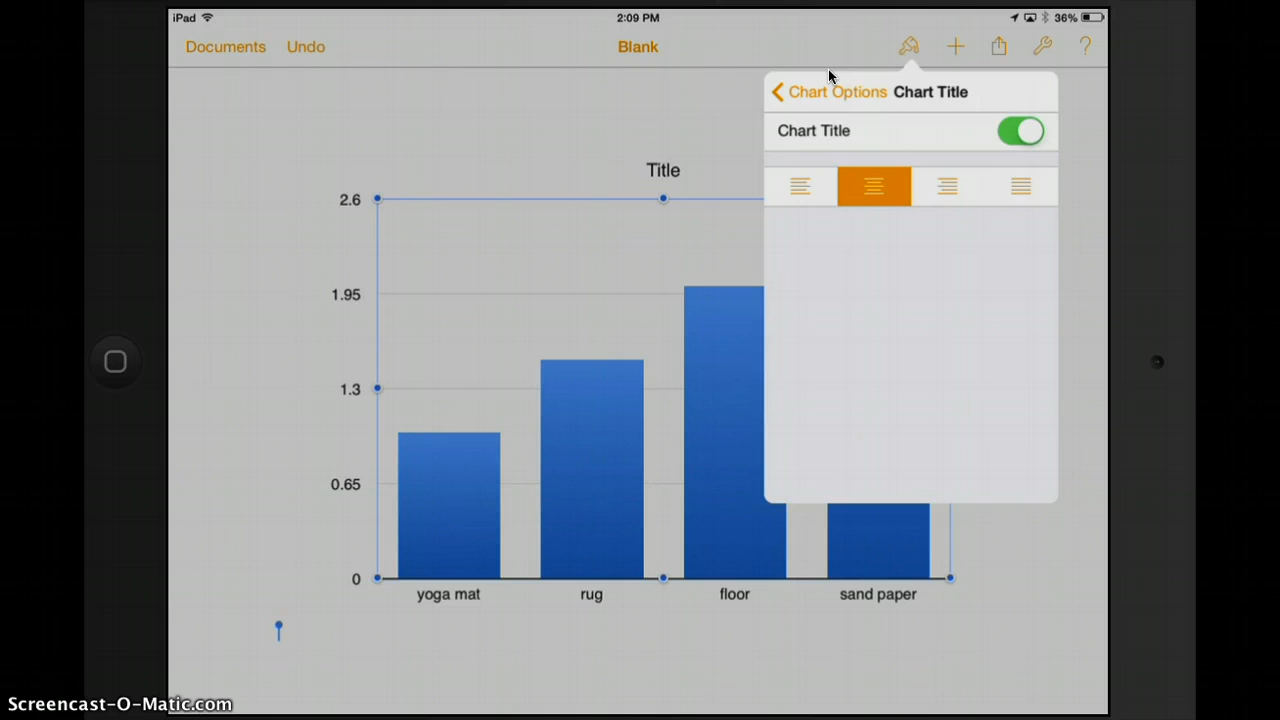 iPad 2:09 PM 36%
Documents Undo Blank ?
Chart Options Chart Title
Chart Title
Title
2.6
1.95
1.3
0.65
0
yoga mat rug floor sand paper
Screencast-O-Matic.com